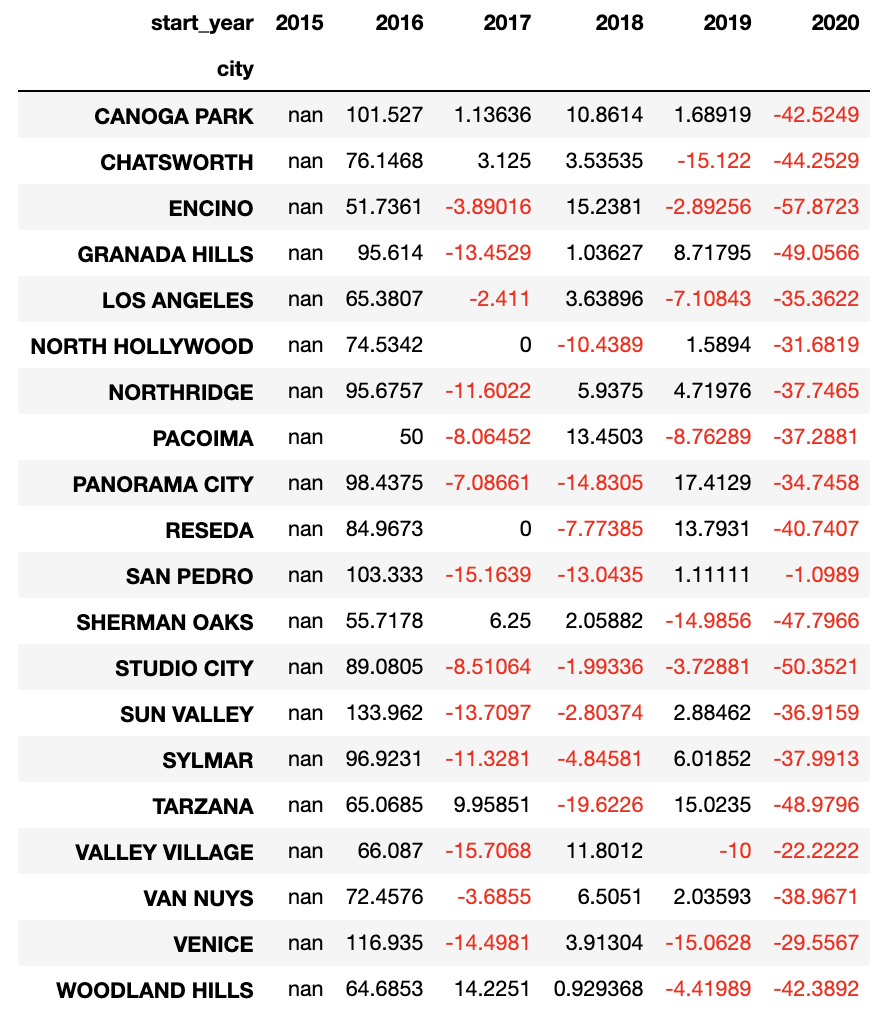 start_year 2015 2016 2017 2018 2019 2020
city
CANOGA PARK nan 101.527 1.13636 10.8614 1.68919 -42.5249
CHATSWORTH nan 76.1468 3.125 3.53535 -15.122 -44.2529
ENCINO nan 51.7361 -3.89016 15.2381 -2.89256 -57.8723
GRANADA HILLS nan 95.614 -13.4529 1.03627 8.71795 -49.0566
LOS ANGELES nan 65.3807 -2.411 3.63896 -7.10843 -35.3622
NORTH HOLLYWOOD nan 74.5342 0 -10.4389 1.5894 -31.6819
NORTHRIDGE nan 95.6757 -11.6022 5.9375 4.71976 -37.7465
PACOIMA nan 50 -8.06452 13.4503 -8.76289 -37.2881
PANORAMA CITY nan 98.4375 -7.08661 -14.8305 17.4129 -34.7458
RESEDA nan 84.9673 0 -7.77385 13.7931 -40.7407
SAN PEDRO nan 103.333 -15.1639 -13.0435 1.11111 -1.0989
SHERMAN OAKS nan 55.7178 6.25 2.05882 -14.9856 -47.7966
STUDIO CITY nan 89.0805 -8.51064 -1.99336 -3.72881 -50.3521
SUN VALLEY nan 133.962 -13.7097 -2.80374 2.88462 -36.9159
SYLMAR nan 96.9231 -11.3281 -4.84581 6.01852 -37.9913
TARZANA nan 65.0685 9.95851 -19.6226 15.0235 -48.9796
VALLEY VILLAGE nan 66.087 -15.7068 11.8012 -10 -22.2222
VAN NUYS nan 72.4576 -3.6855 6.5051 2.03593 -38.9671
VENICE nan 116.935 -14.4981 3.91304 -15.0628 -29.5567
WOODLAND HILLS nan 64.6853 14.2251 0.929368 -4.41989 -42.3892